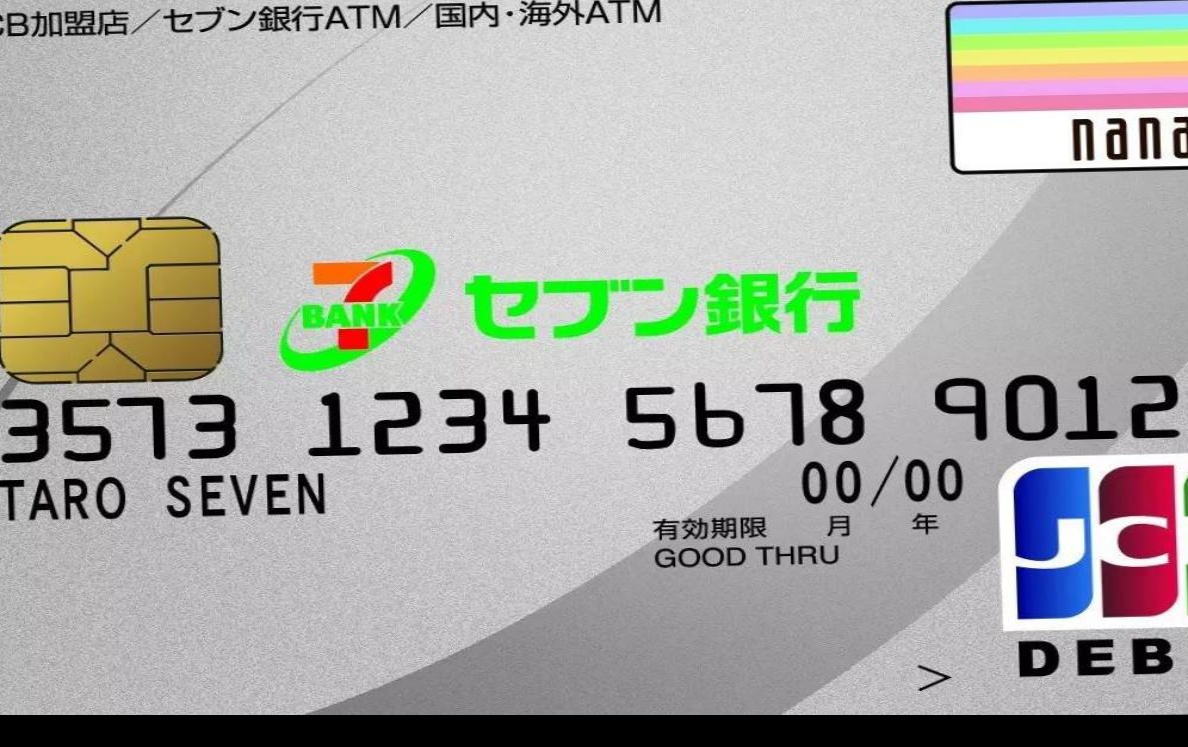 CB加盟店／セブン銀行ATM／国内・海外ATM
nana
7
BANK
セブン銀行
3573 1234 5678 9012
TARO SEVEN
00/00
有効期限 月 年
GOOD THRU
JC
DEB
>